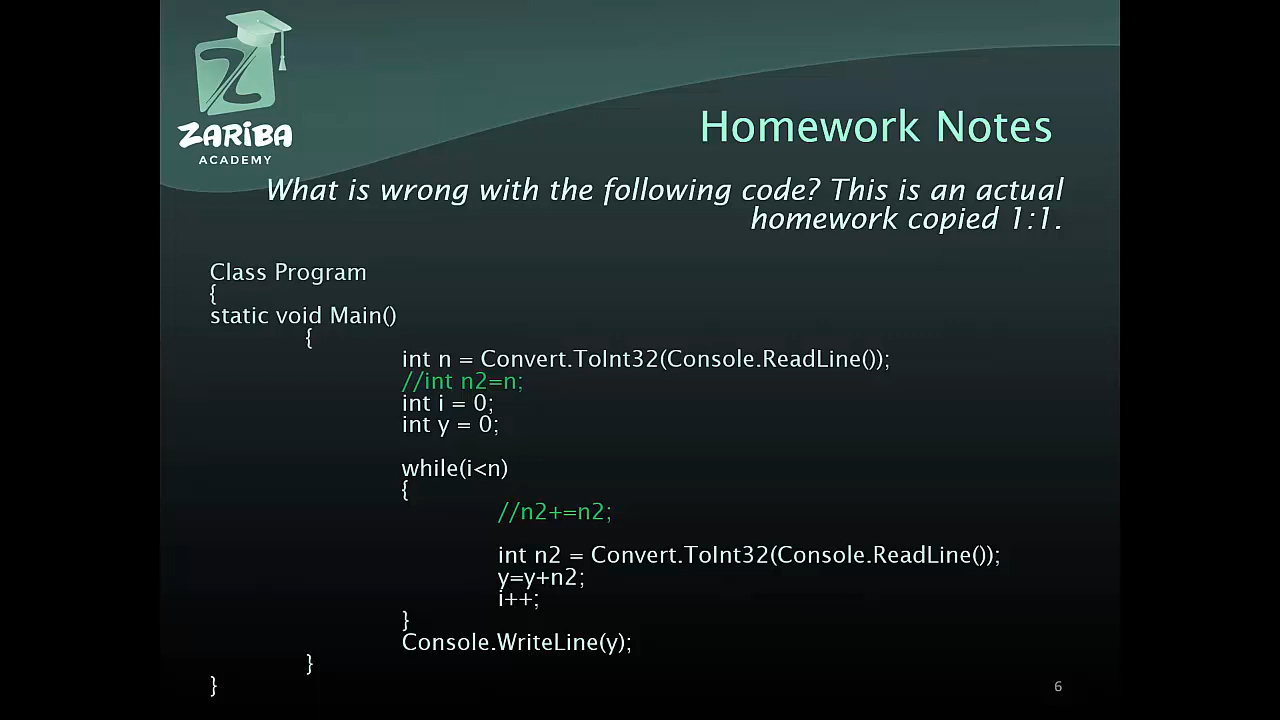 ZARIBA
ACADEMY
Homework Notes
What is wrong with the following code? This is an actual
homework copied 1:1.
Class Program
{
static void Main()
{
int n = Convert.ToInt32(Console.ReadLine());
//int n2=n;
int i = 0;
int y = 0;
while(i<n)
{
//n2+=n2;
int n2 = Convert.ToInt32(Console.ReadLine());
y=y+n2;
i++;
}
Console.WriteLine(y);
}
}
6